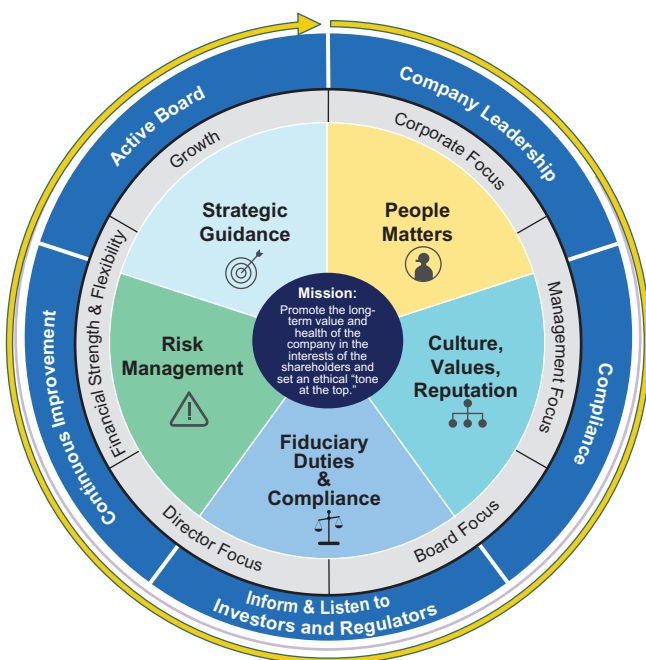 Active Board
Company Leadership
Compliance
Inform & Listen to
Investors and Regulators
Continuous Improvement
Growth
Corporate Focus
Management Focus
Board Focus
Director Focus
Financial Strength & Flexibility
Strategic
Guidance
People
Matters
Culture,
Values,
Reputation
Fiduciary
Duties
&
Compliance
Risk
Management
Mission:
Promote the long-
term value and
health of the
company in the
interests of the
shareholders and
set an ethical “tone
at the top.”